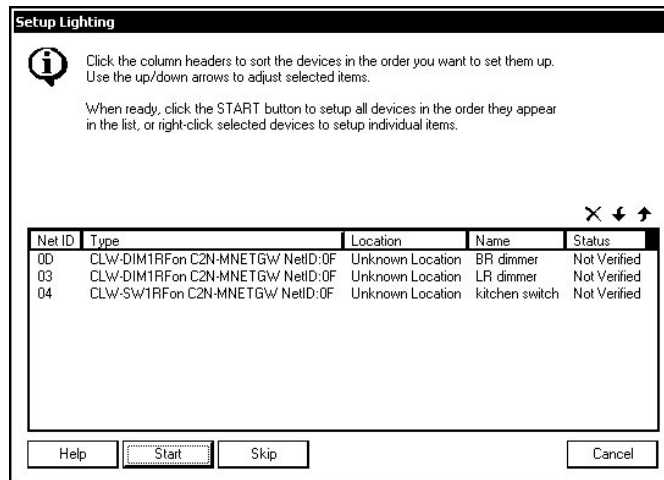 Setup Lighting
Click the column headers to sort the devices in the order you want to set them up.
Use the up/down arrows to adjust selected items.
When ready, click the START button to setup all devices in the order they appear
in the list, or right-click selected devices to setup individual items.
Net ID Type Location Name Status
0D CLW-DIM1RFon C2N-MNETGW NetID:0F Unknown Location BR dimmer Not Verified
03 CLW-DIM1RFon C2N-MNETGW NetID:0F Unknown Location LR dimmer Not Verified
04 CLW-SW1RFon C2N-MNETGW NetID:0F Unknown Location kitchen switch Not Verified
Help Start Skip Cancel